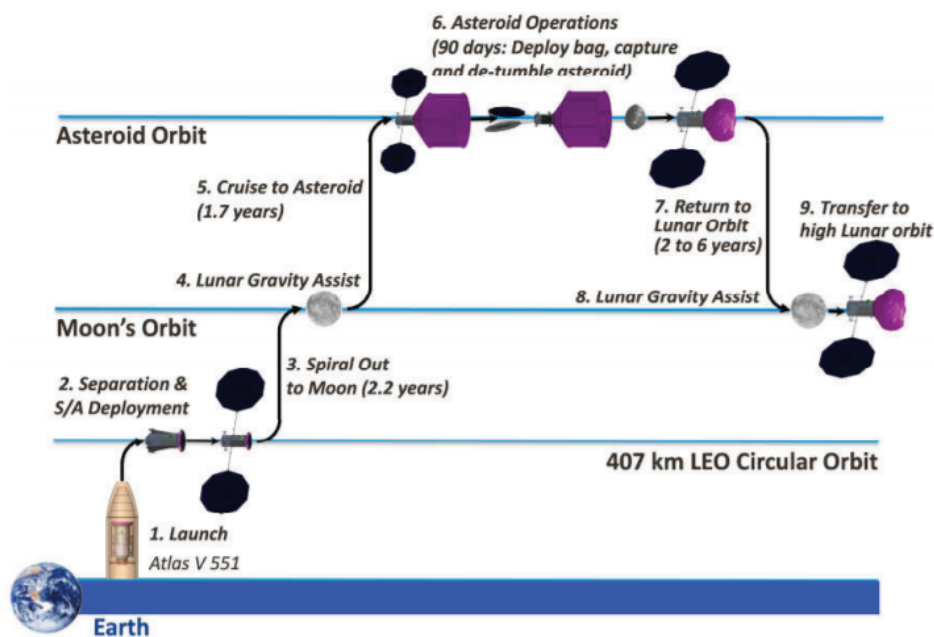 6. Asteroid Operations
(90 days: Deploy bag, capture
and de-tumble asteroid)
Asteroid Orbit
5. Cruise to Asteroid
(1.7 years)
7. Return to
Lunar Orbit
(2 to 6 years)
9. Transfer to
high Lunar orbit
4. Lunar Gravity Assist
8. Lunar Gravity Assist
Moon's Orbit
3. Spiral Out
to Moon (2.2 years)
2. Separation &
S/A Deployment
407 km LEO Circular Orbit
1. Launch
Atlas V 551
Earth